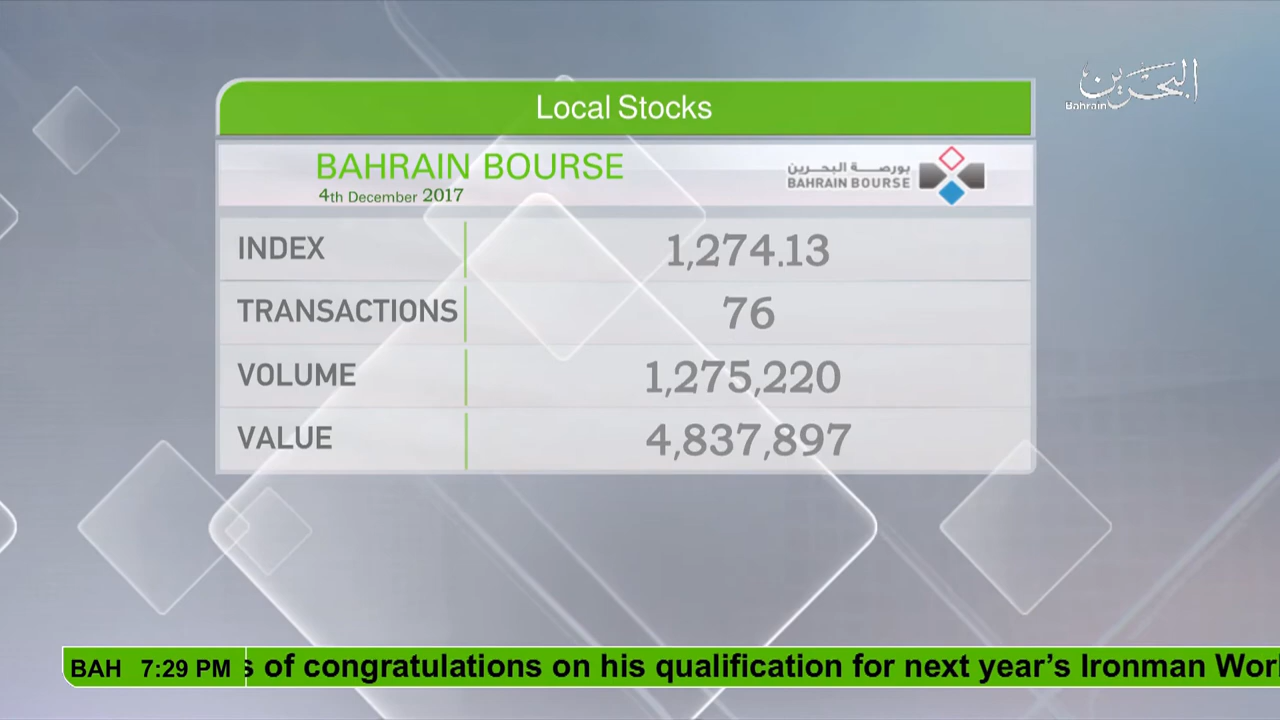 Local Stocks
البحرين
Bahrain
BAHRAIN BOURSE
4th December 2017
بورصة البحرين
BAHRAIN BOURSE
INDEX 1,274.13
TRANSACTIONS 76
VOLUME 1,275,220
VALUE 4,837,897
BAH 7:29 PM s of congratulations on his qualification for next year’s Ironman Worl